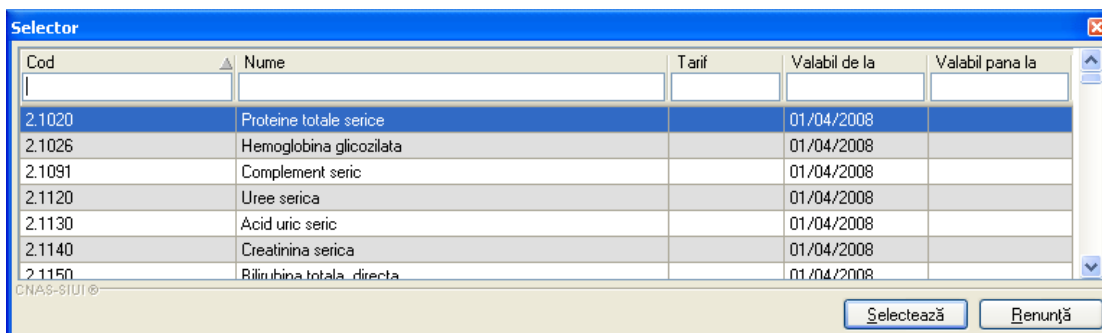 Selector
Cod Nume Tarif Valabil de la Valabil pana la
2.1020 Proteine totale serice 01/04/2008
2.1026 Hemoglobina glicozilata 01/04/2008
2.1091 Complement seric 01/04/2008
2.1120 Uree serica 01/04/2008
2.1130 Acid uric seric 01/04/2008
2.1140 Creatinina serica 01/04/2008
2.1150 Bilirubina totala, directa 01/04/2008
CNAS-SIUI ®
Selectează Renunţă